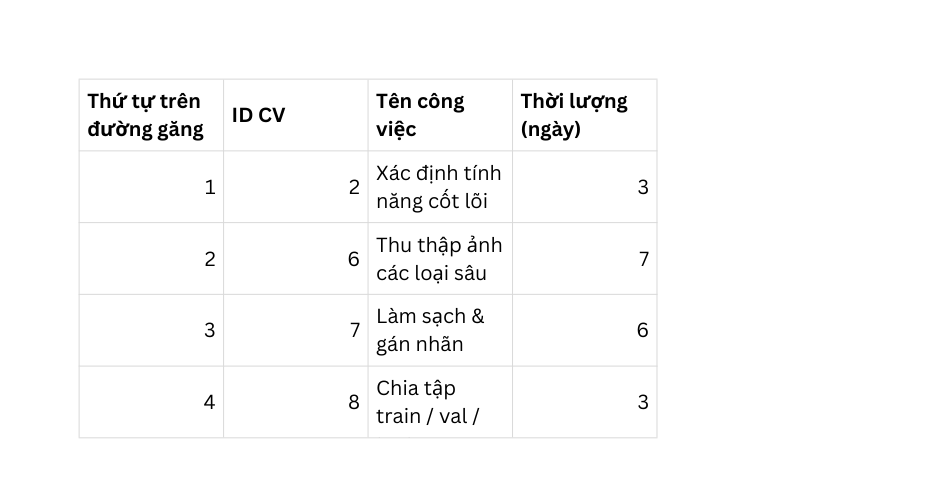 Thứ tự trên
đường găng
ID CV
Tên công
việc
Thời lượng
(ngày)
1
2
Xác định tính
năng cốt lõi
3
2
6
Thu thập ảnh
các loại sâu
7
3
7
Làm sạch &
gán nhãn
6
4
8
Chia tập
train / val /
3